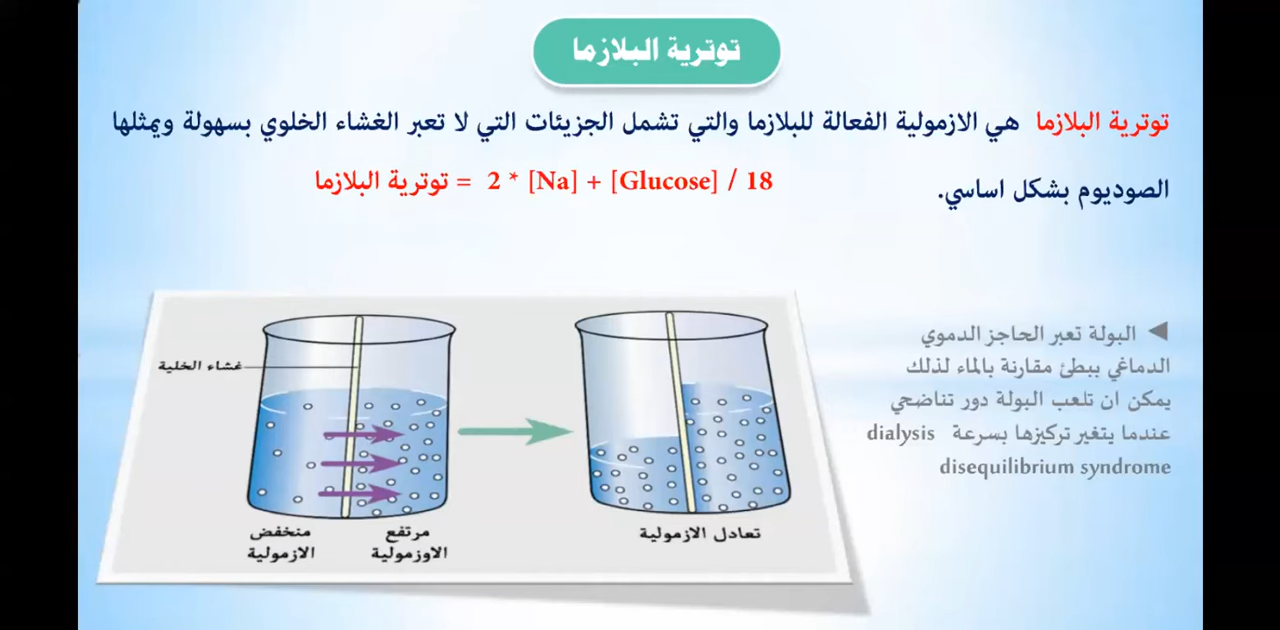 توترية البلازما
توترية البلازما هي الازمولية الفعالة للبلازما والتي تشمل الجزيئات التي لا تعبر الغشاء الخلوي بسهولة ويمثلها
الصوديوم بشكل اساسي.
توترية البلازما = 2 * [Na] + [Glucose] / 18
◄ البولة تعبر الحاجز الدموي
الدماغي ببطئ مقارنة بالماء لذلك
يمكن ان تلعب البولة دور تناضحي
عندما يتغير تركيزها بسرعة dialysis
disequilibrium syndrome
غشاء الخلية
مرتفع
الاوزمولية
منخفض
الازمولية
تعادل الازمولية